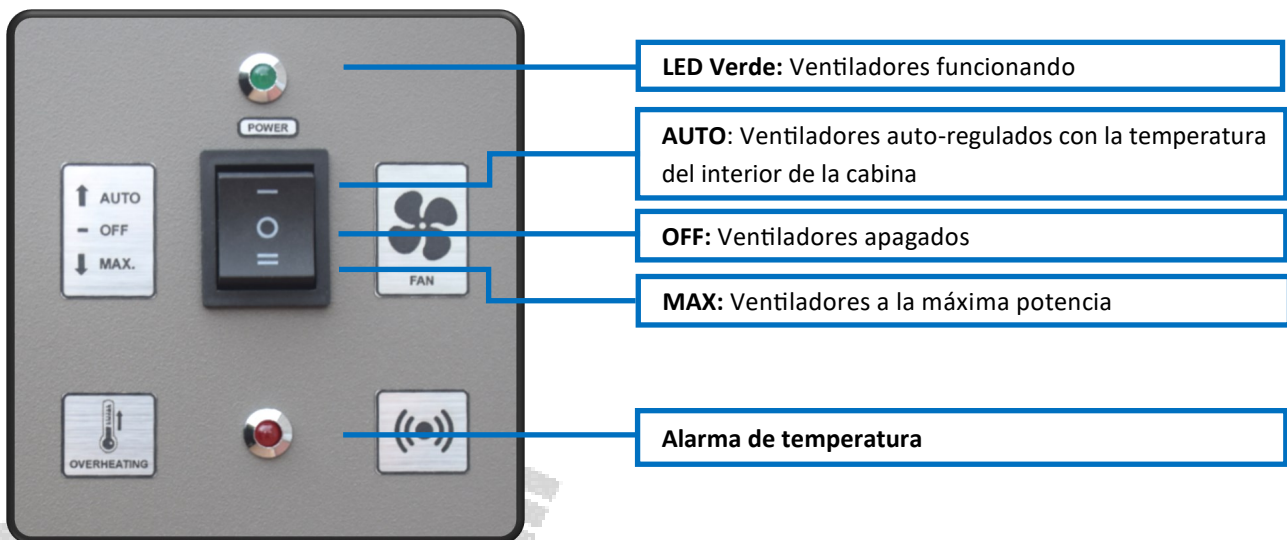 LED Verde: Ventiladores funcionando
POWER
AUTO: Ventiladores auto-regulados con la temperatura
del interior de la cabina
AUTO
OFF
MAX.
FAN
OFF: Ventiladores apagados
MAX: Ventiladores a la máxima potencia
OVERHEATING
Alarma de temperatura